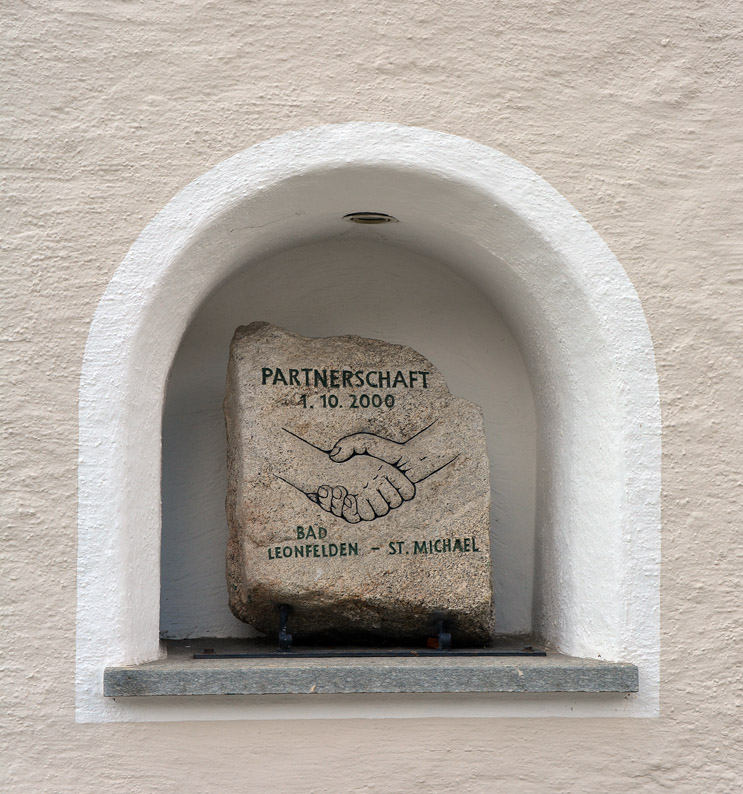 PARTNERSCHAFT
1. 10. 2000
BAD
LEONFELDEN – ST. MICHAEL